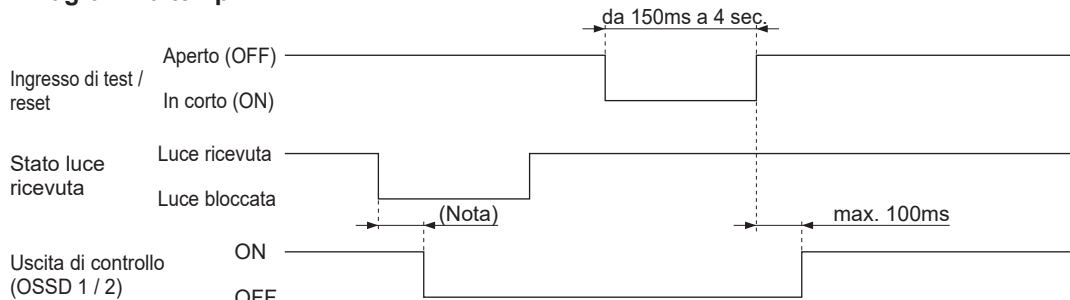 da 150ms a 4 sec.
Aperto (OFF)
Ingresso di test /
reset
In corto (ON)
Luce ricevuta
Stato luce
ricevuta
Luce bloccata
(Nota)
max. 100ms
ON
Uscita di controllo
(OSSD 1 / 2)
OFF